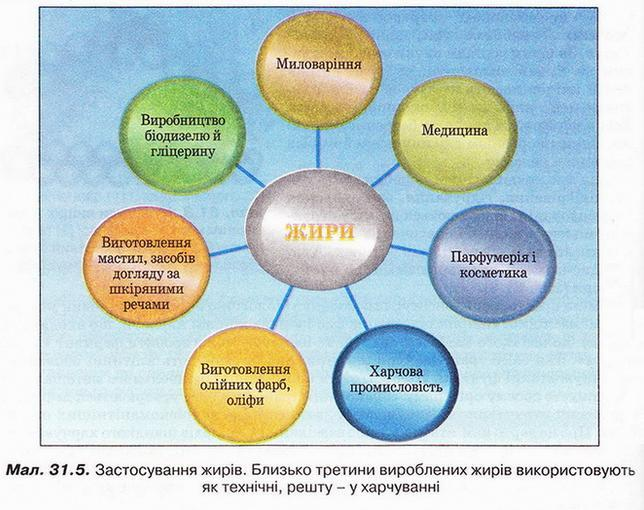 Миловаріння
Виробництво
біодизелю й
гліцерину
Медицина
ЖИРИ
Виготовлення
мастил, засобів
догляду за
шкіряними
речами
Парфумерія і
косметика
Виготовлення
олійних фарб,
оліфи
Харчова
промисловість
Мал. 31.5. Застосування жирів. Близько третини вироблених жирів використовують
як технічні, решту – у харчуванні